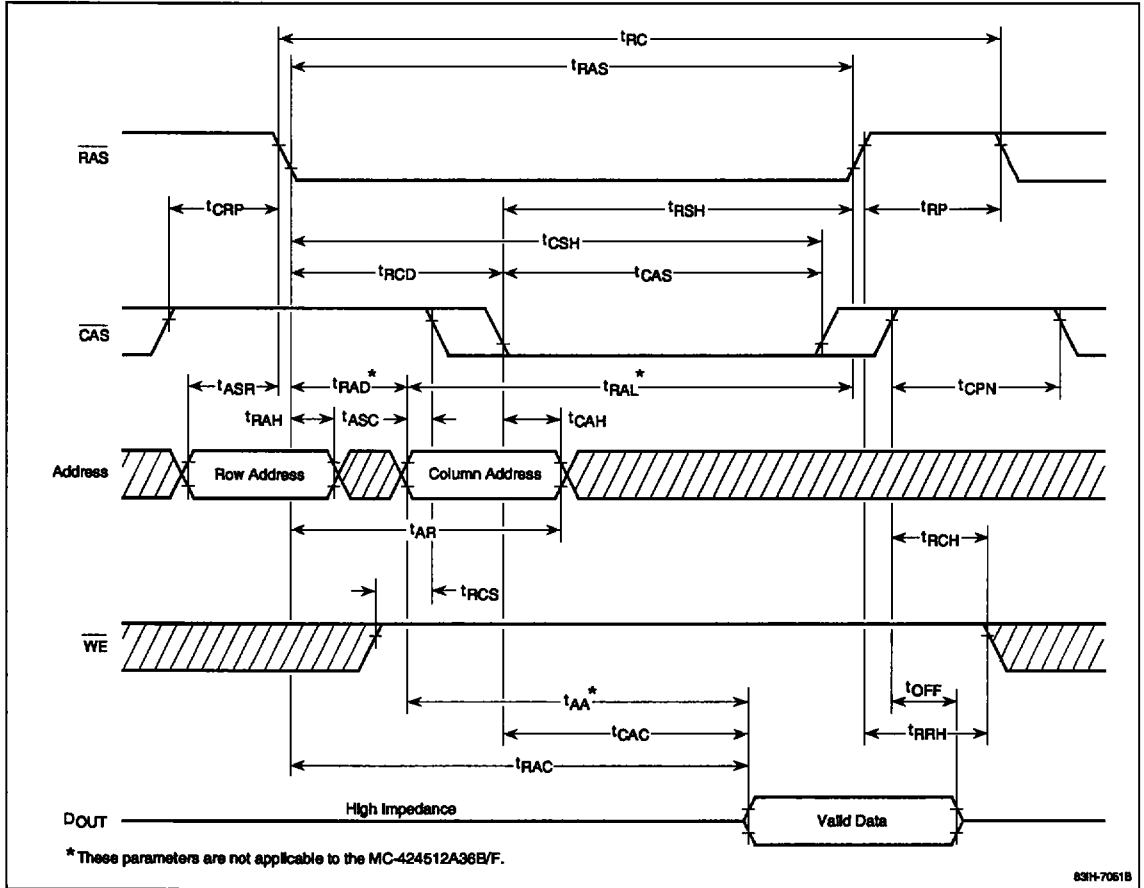 tRC
tRAS
RAS
tCRP
tRSH
tRP
tCSH
tRCD
tCAS
CAS
tASR
tRAD*
tRAL*
tCPN
tRAH
tASC
tCAH
Address
Row Address
Column Address
tAR
tRCH
tRCS
WE
tOFF
tAA*
tCAC
tRRH
tRAC
High Impedance
DOUT
Valid Data
*These parameters are not applicable to the MC-424512A36B/F.
83IH-7051B